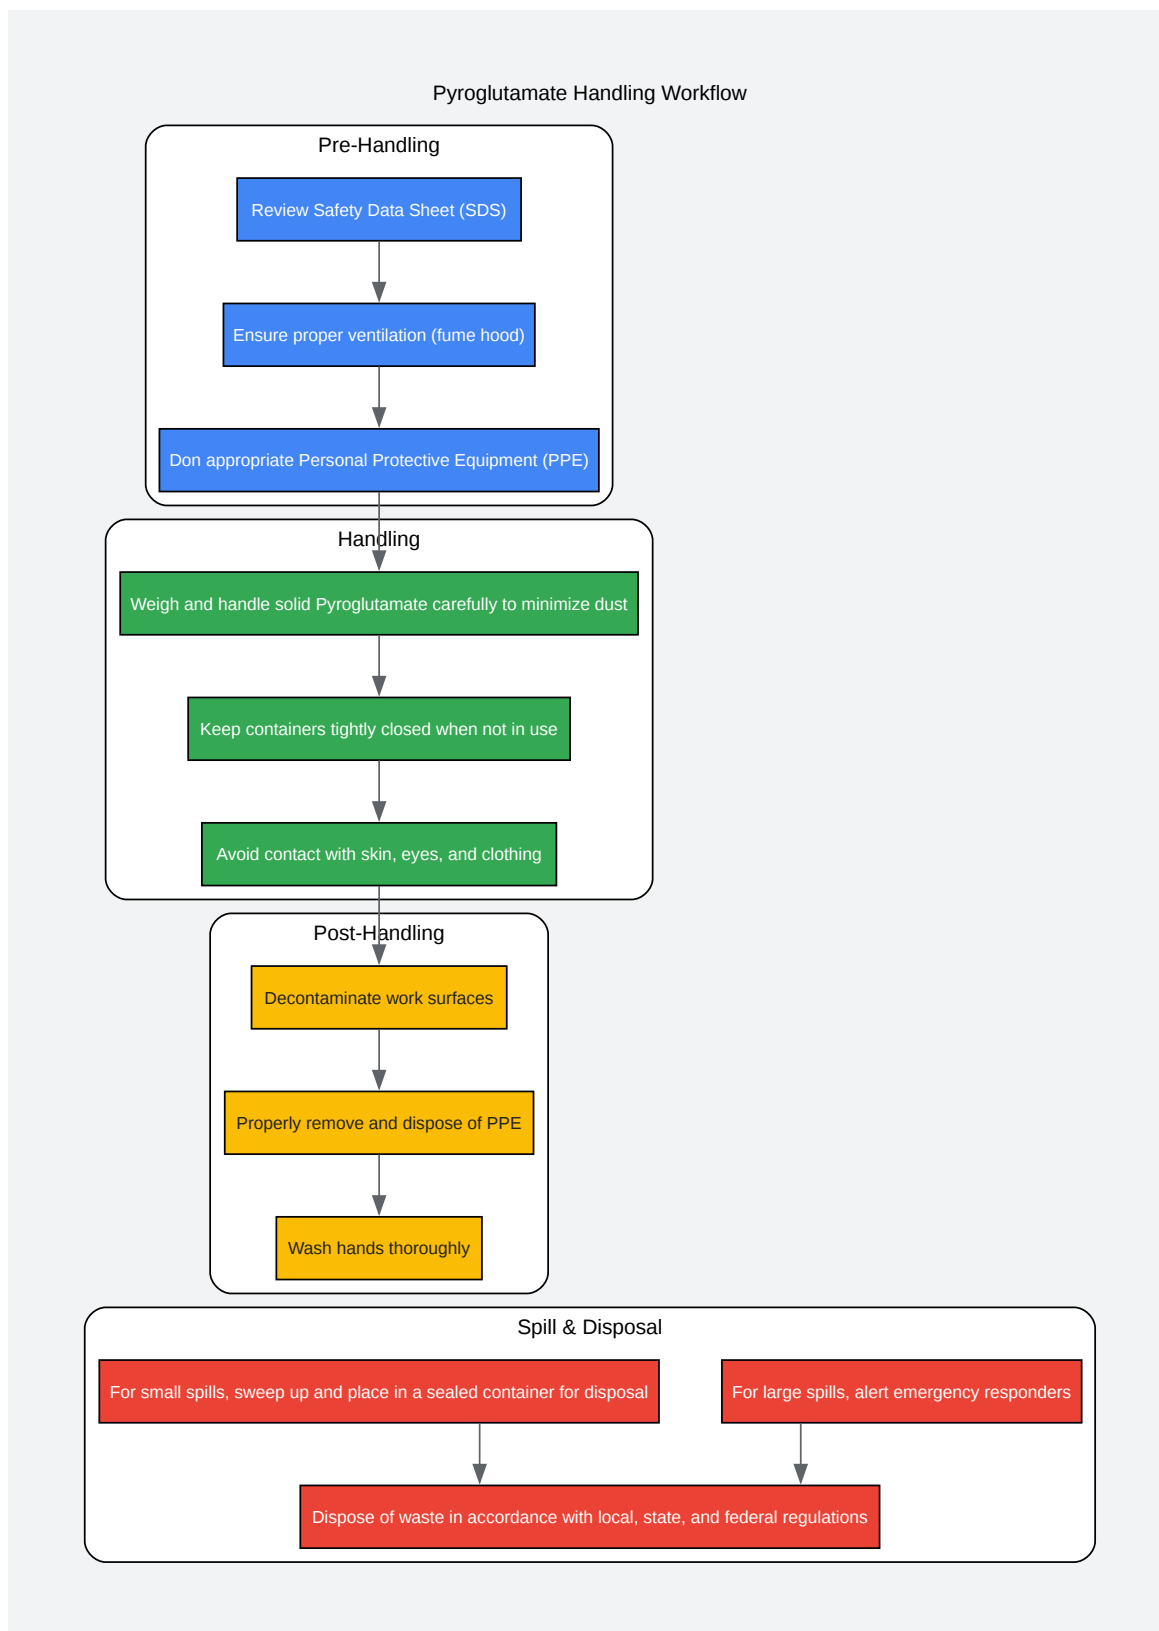 Pyroglutamate Handling Workflow
Pre-Handling
Review Safety Data Sheet (SDS)
Ensure proper ventilation (fume hood)
Don appropriate Personal Protective Equipment (PPE)
Handling
Weigh and handle solid Pyroglutamate carefully to minimize dust
Keep containers tightly closed when not in use
Avoid contact with skin, eyes, and clothing
Post-Handling
Decontaminate work surfaces
Properly remove and dispose of PPE
Wash hands thoroughly
Spill & Disposal
For small spills, sweep up and place in a sealed container for disposal
For large spills, alert emergency responders
Dispose of waste in accordance with local, state, and federal regulations